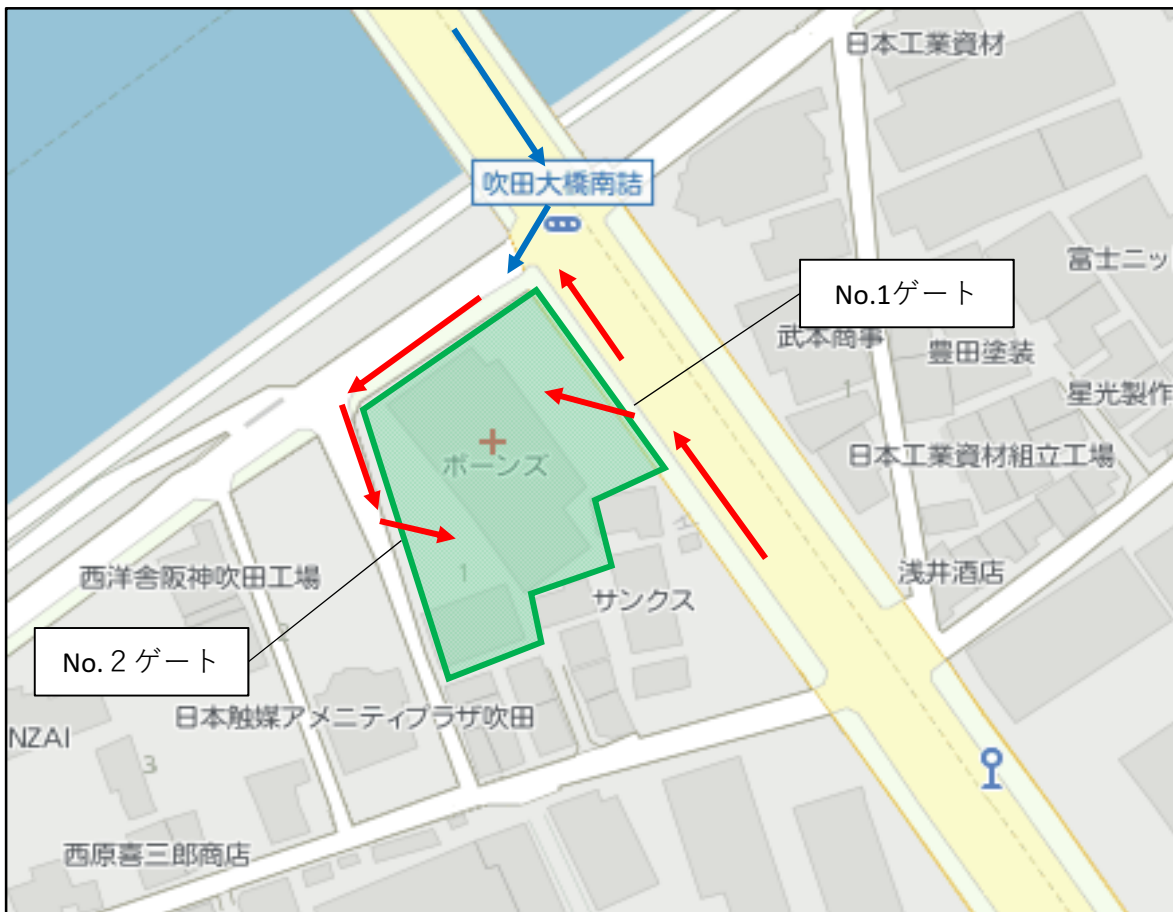 日本工業資材
吹田大橋南詰
富士ニッ
No.1ゲート
武本商事
豊田塗装
1
星光製作
ボーンズ
日本工業資材組立工場
西洋舎阪神吹田工場
1
浅井酒店
サンクス
2
No.2ゲート
日本触媒アメニティプラザ吹田
NZAI
3
西原喜三郎商店